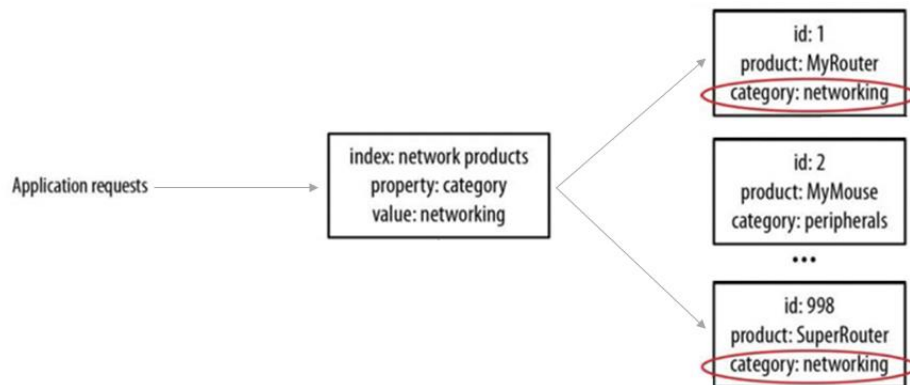 Application requests
index: network products
property: category
value: networking
id: 1
product: MyRouter
category: networking
id: 2
product: MyMouse
category: peripherals
...
id: 998
product: SuperRouter
category: networking